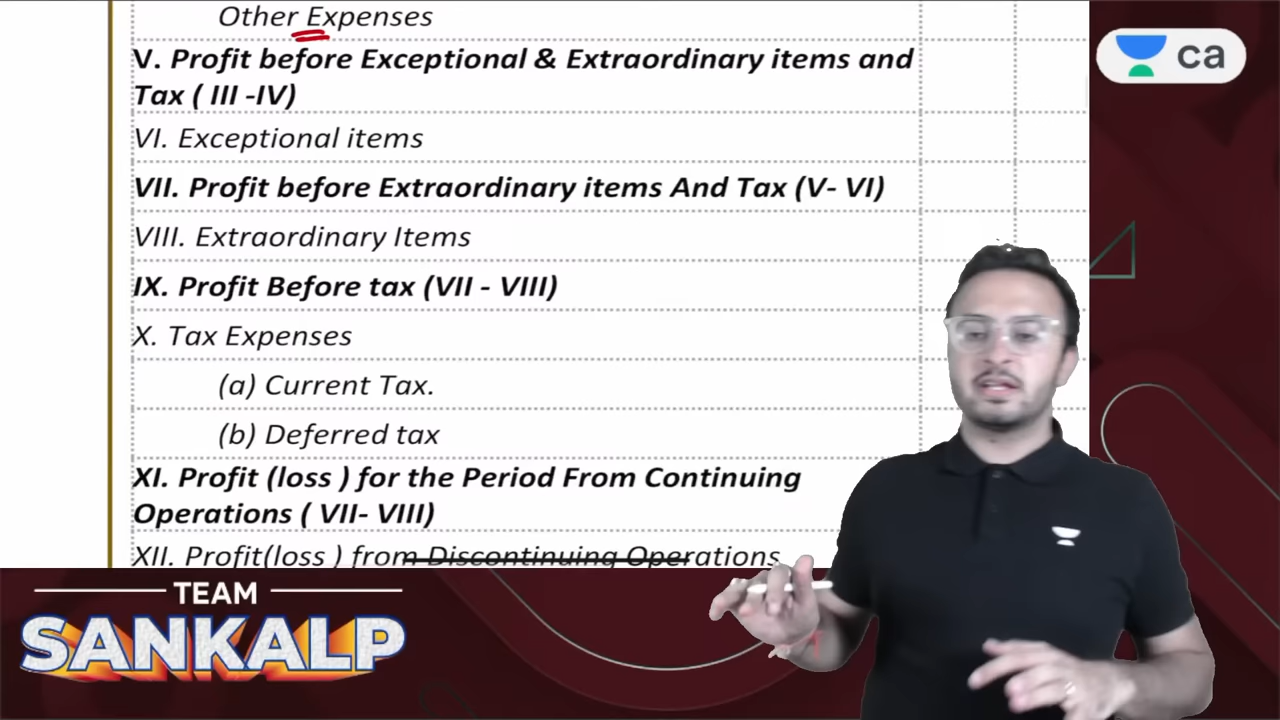 Other Expenses
V. Profit before Exceptional & Extraordinary items and
Tax ( III -IV)
VI. Exceptional items
VII. Profit before Extraordinary items And Tax (V- VI)
VIII. Extraordinary Items
IX. Profit Before tax (VII - VIII)
X. Tax Expenses
(a) Current Tax.
(b) Deferred tax
XI. Profit (loss ) for the Period From Continuing
Operations ( VII- VIII)
XII. Profit(loss ) from Discontinuing Operations
ca
TEAM
SANKALP